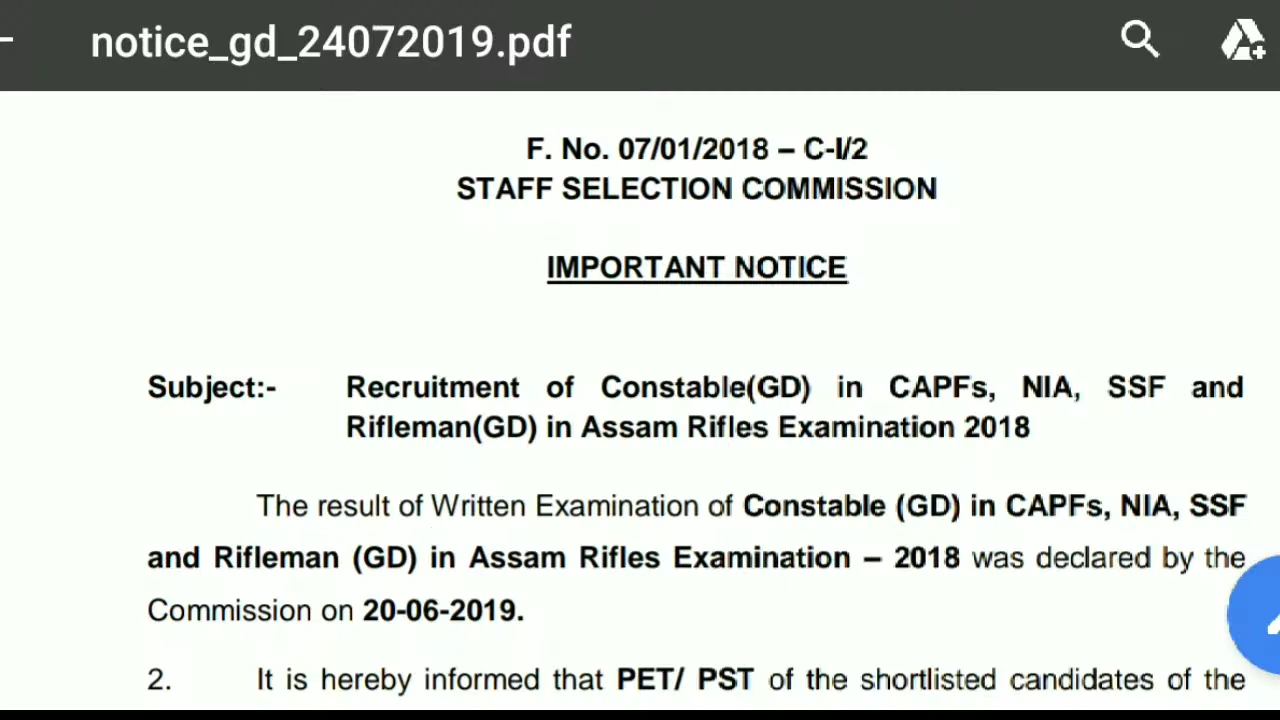 notice_gd_24072019.pdf
F. No. 07/01/2018 – C-I/2
STAFF SELECTION COMMISSION
IMPORTANT NOTICE
Subject:- Recruitment of Constable(GD) in CAPFs, NIA, SSF and
Rifleman(GD) in Assam Rifles Examination 2018
The result of Written Examination of Constable (GD) in CAPFs, NIA, SSF
and Rifleman (GD) in Assam Rifles Examination – 2018 was declared by the
Commission on 20-06-2019.
2. It is hereby informed that PET/ PST of the shortlisted candidates of the